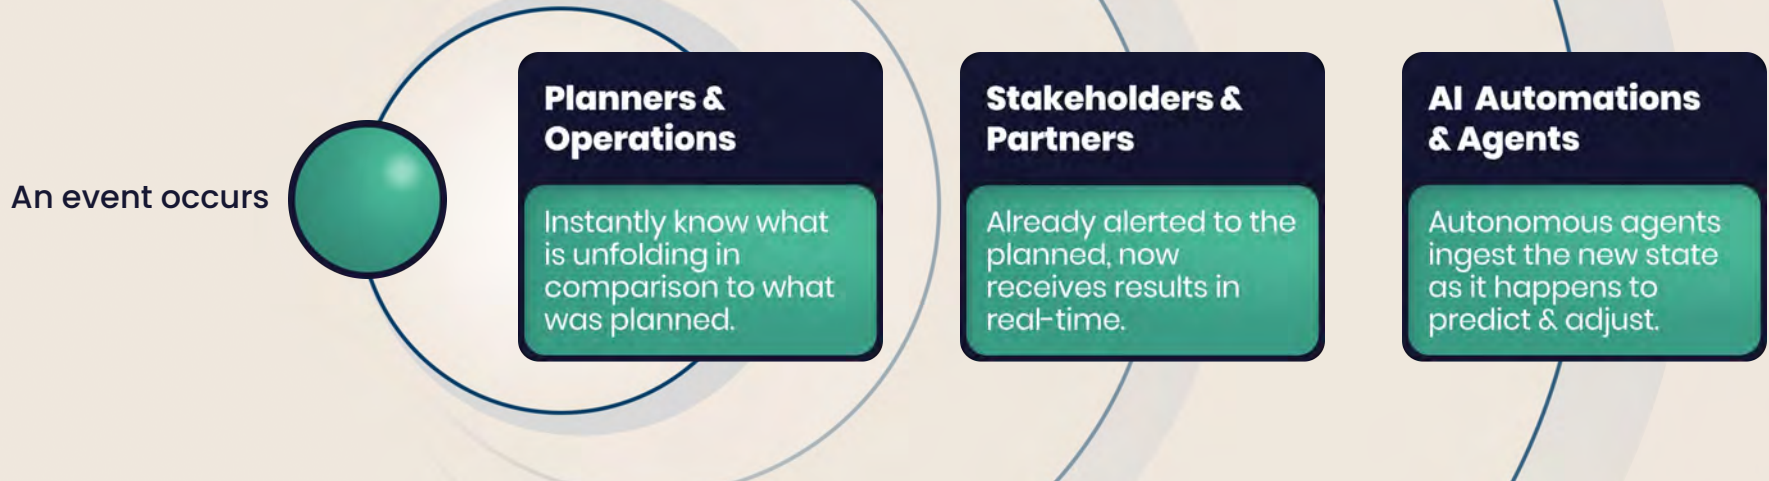 An event occurs
Planners &
Operations
Instantly know what
is unfolding in
comparison to what
was planned.
Stakeholders &
Partners
Already alerted to the
planned, now
receives results in
real-time.
AI Automations
& Agents
Autonomous agents
ingest the new state
as it happens to
predict & adjust.